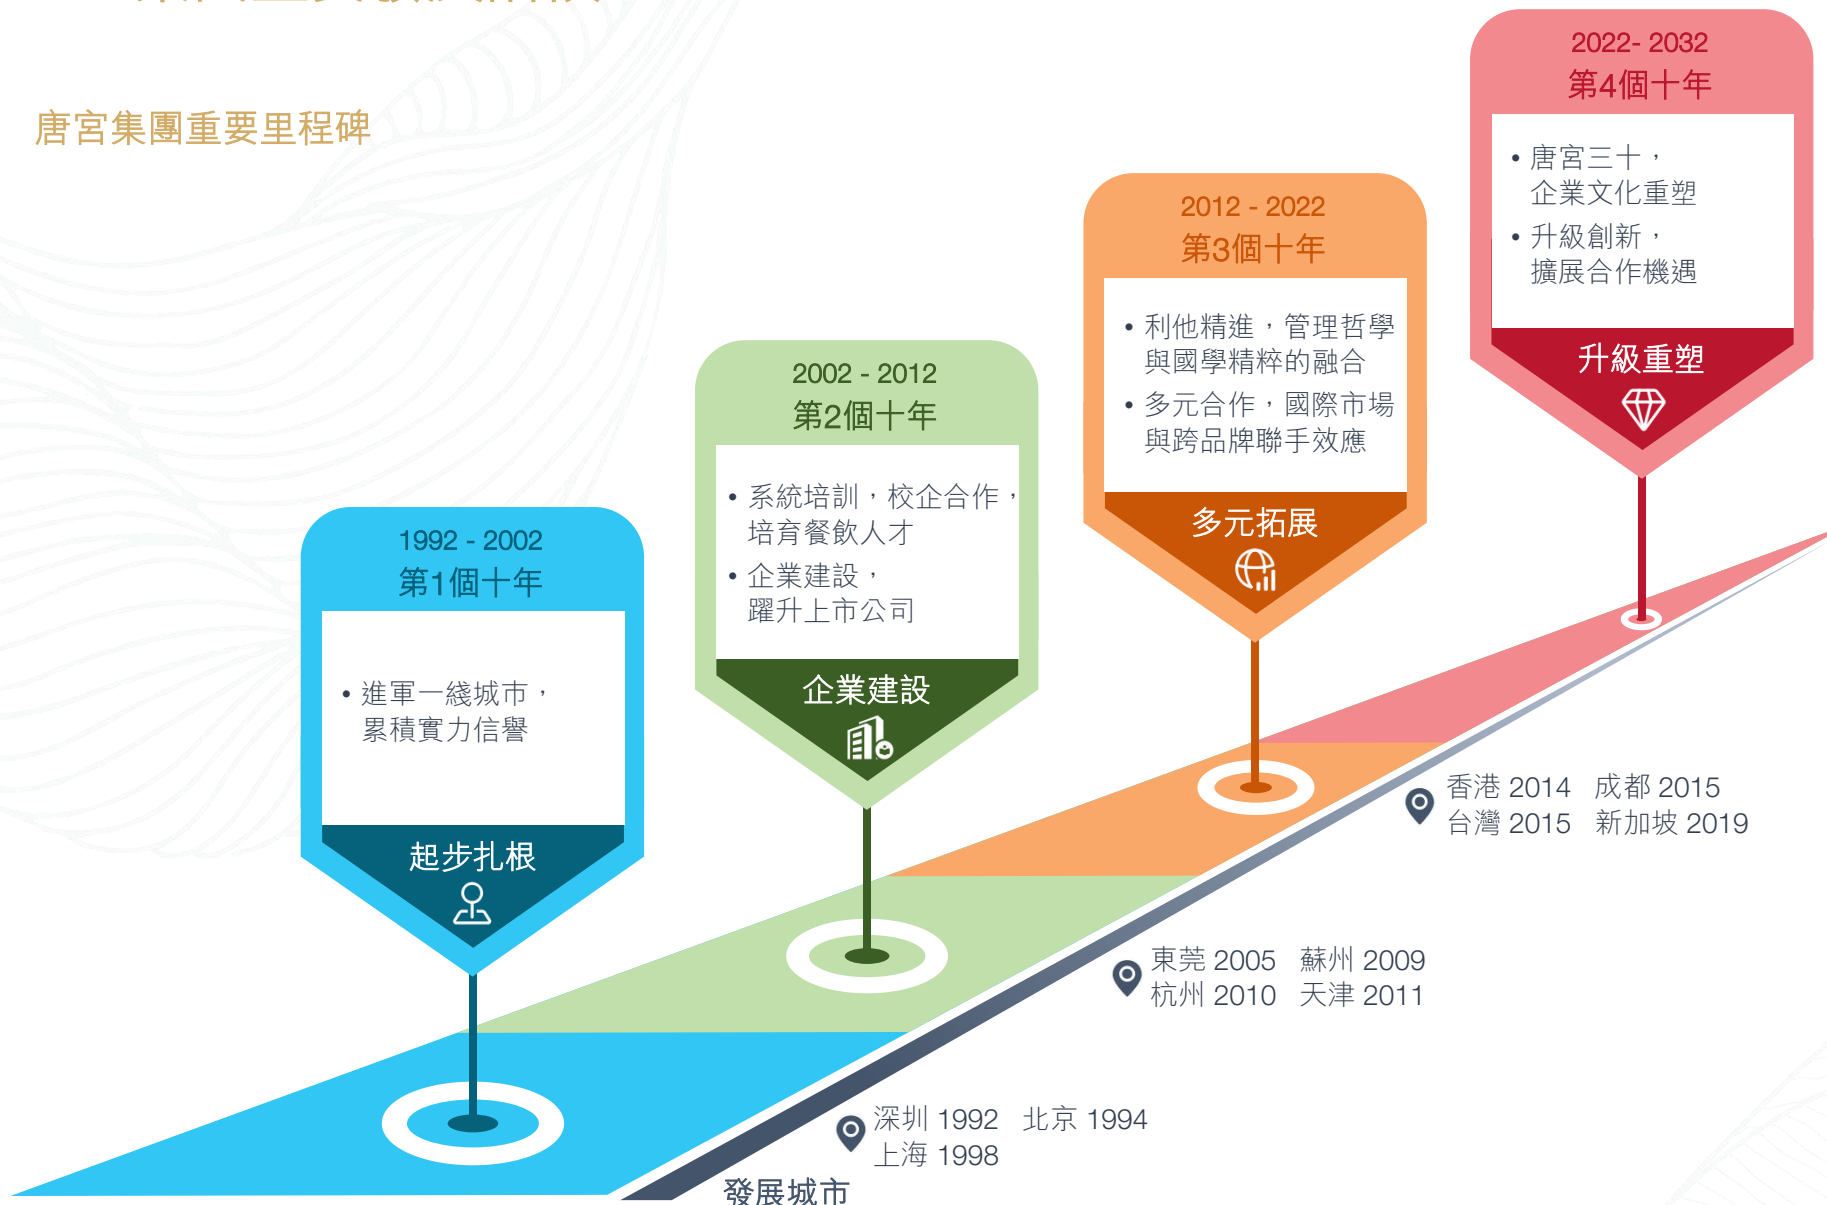 唐宮集團重要里程碑
1992 - 2002
第1個十年
• 進軍一綫城市，
累積實力信譽
起步扎根
2002 - 2012
第2個十年
• 系統培訓，校企合作，
培育餐飲人才
• 企業建設，
躍升上市公司
企業建設
2012 - 2022
第3個十年
• 利他精進，管理哲學
與國學精粹的融合
• 多元合作，國際市場
與跨品牌聯手效應
多元拓展
2022- 2032
第4個十年
• 唐宮三十，
企業文化重塑
• 升級創新，
擴展合作機遇
升級重塑
深圳 1992 北京 1994
上海 1998
東莞 2005 蘇州 2009
杭州 2010 天津 2011
香港 2014 成都 2015
台灣 2015 新加坡 2019
發展城市